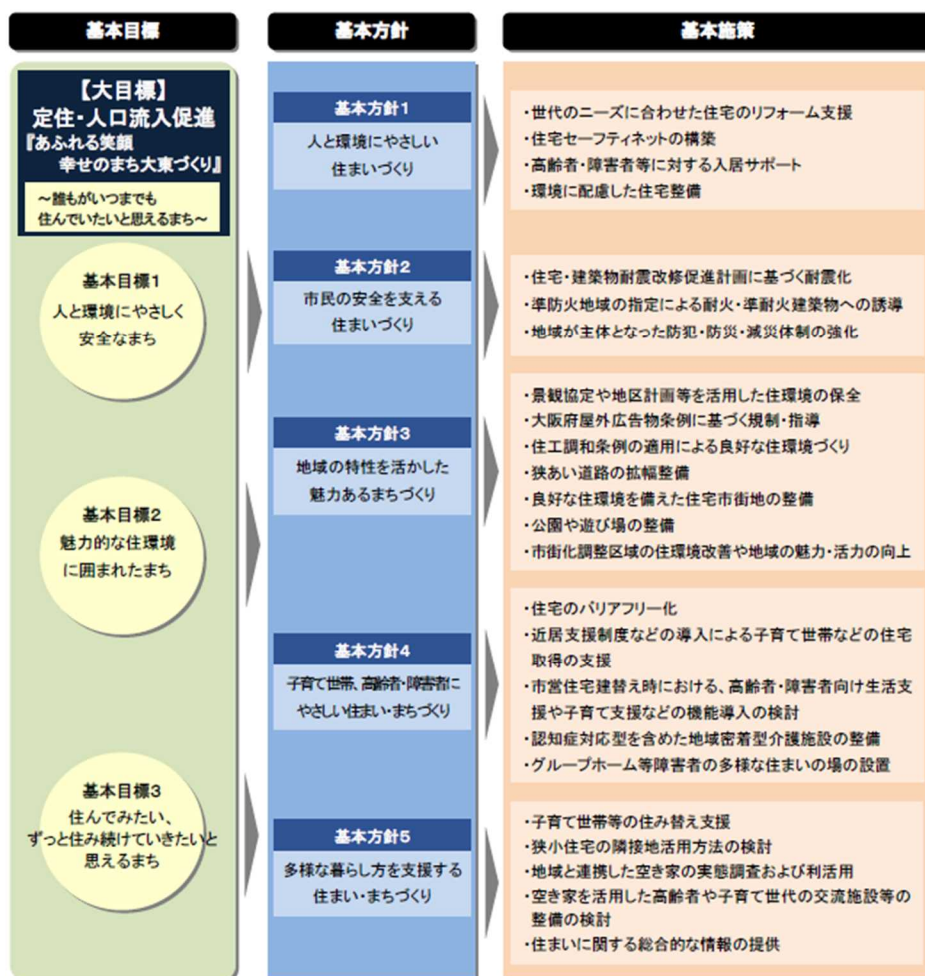 基本目標
基本方針
基本施策
【大目標】
定住・人口流入促進
『あふれる笑顔
幸せのまち大東づくり』
～誰もがいつまでも
住んでいたいと思えるまち～
基本目標1
人と環境にやさしく
安全なまち
基本目標2
魅力的な住環境
に囲まれたまち
基本目標3
住んでみたい、
ずっと住み続けていきたいと
思えるまち
基本方針1
人と環境にやさしい
住まいづくり
基本方針2
市民の安全を支える
住まいづくり
基本方針3
地域の特性を活かした
魅力あるまちづくり
基本方針4
子育て世帯、高齢者・障害者に
やさしい住まい・まちづくり
基本方針5
多様な暮らし方を支援する
住まい・まちづくり
・世代のニーズに合わせた住宅のリフォーム支援
・住宅セーフティネットの構築
・高齢者・障害者等に対する入居サポート
・環境に配慮した住宅整備
・住宅・建築物耐震改修促進計画に基づく耐震化
・準防火地域の指定による耐火・準耐火建築物への誘導
・地域が主体となった防犯・防災・減災体制の強化
・景観協定や地区計画等を活用した住環境の保全
・大阪府屋外広告物条例に基づく規制・指導
・住工調和条例の適用による良好な住環境づくり
・狭あい道路の拡幅整備
・良好な住環境を備えた住宅市街地の整備
・公園や遊び場の整備
・市街化調整区域の住環境改善や地域の魅力・活力の向上
・住宅のバリアフリー化
・近居支援制度などの導入による子育て世帯などの住宅
取得の支援
・市営住宅建替え時における、高齢者・障害者向け生活支
援や子育て支援などの機能導入の検討
・認知症対応型を含めた地域密着型介護施設の整備
・グループホーム等障害者の多様な住まいの場の設置
・子育て世帯等の住み替え支援
・狭小住宅の隣接地活用方法の検討
・地域と連携した空き家の実態調査および利活用
・空き家を活用した高齢者や子育て世代の交流施設等の
整備の検討
・住まいに関する総合的な情報の提供